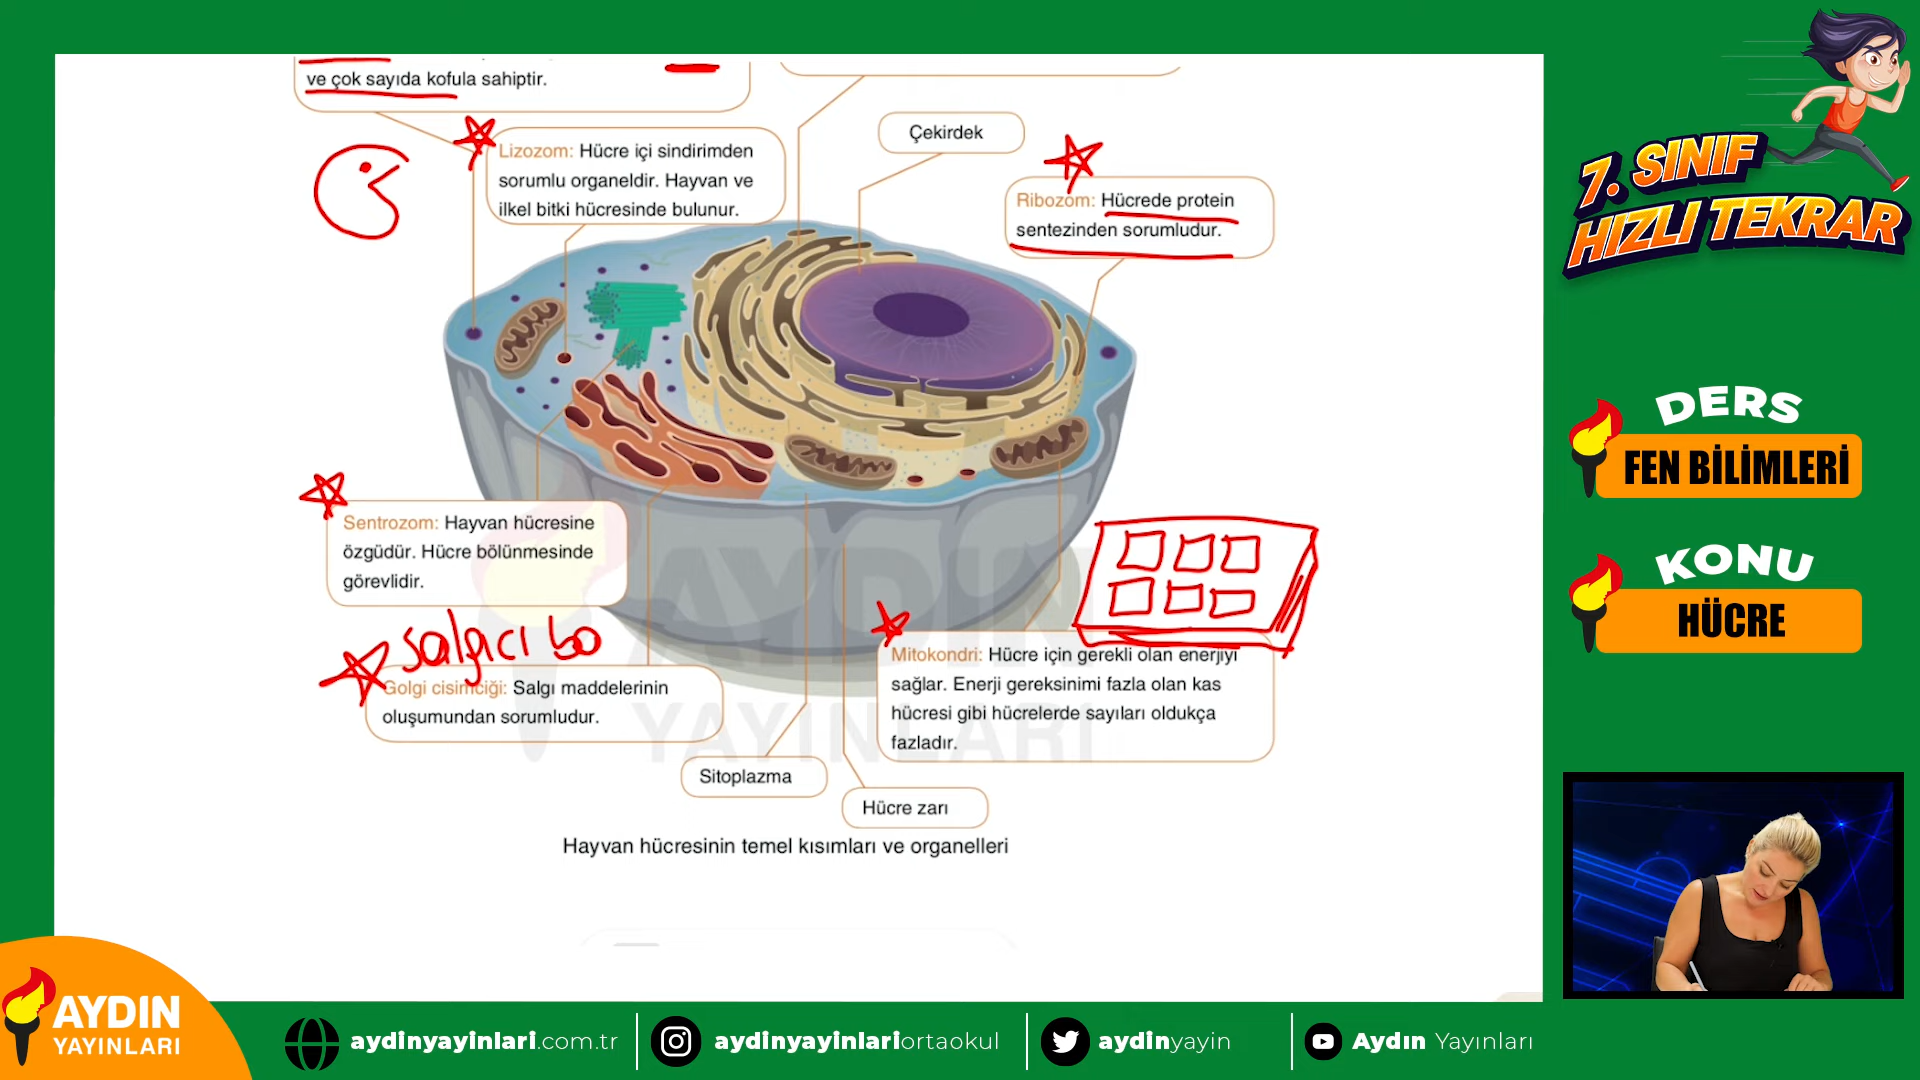 ve çok sayıda kofula sahiptir.
Lizozom: Hücre içi sindirimden
sorumlu organeldir. Hayvan ve
ilkel bitki hücresinde bulunur.
Çekirdek
Ribozom: Hücrede protein
sentezinden sorumludur.
Sentrozom: Hayvan hücresine
özgüdür. Hücre bölünmesinde
görevlidir.
salgıcı bo
Golgi cisimciği: Salgı maddelerinin
oluşumundan sorumludur.
Mitokondri: Hücre için gerekli olan enerjiyi
sağlar. Enerji gereksinimi fazla olan kas
hücresi gibi hücrelerde sayıları oldukça
fazladır.
Sitoplazma
Hücre zarı
Hayvan hücresinin temel kısımları ve organelleri
AYDIN
YAYINLARI
7. SINIF
HIZLI TEKRAR
DERS
FEN BİLİMLERİ
KONU
HÜCRE
AYDIN
YAYINLARI
aydinyayinlari.com.tr
aydinyayinlariortaokul
aydinyayin
Aydın Yayınları